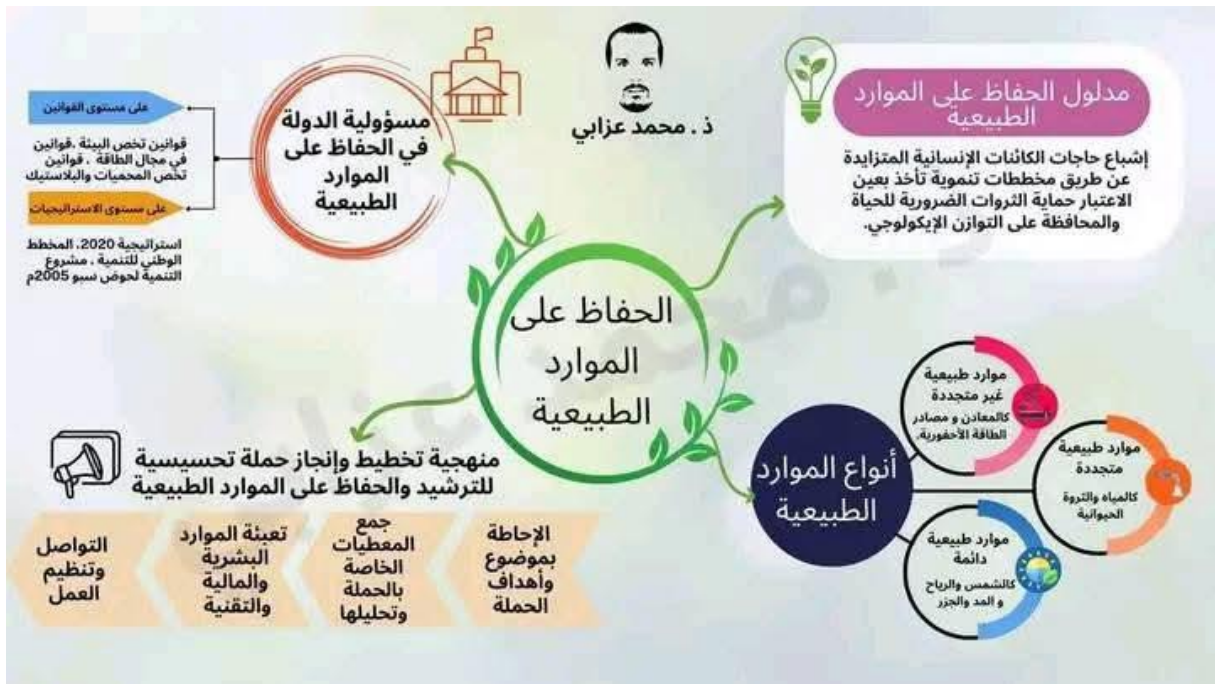 ذ . محمد عزابي
مدلول الحفاظ على الموارد
الطبيعية
إشباع حاجات الكائنات الإنسانية المتزايدة
عن طريق مخططات تنموية تأخذ بعين
الاعتبار حماية الثروات الضرورية للحياة
والمحافظة على التوازن الإيكولوجي.
مسؤولية الدولة
في الحفاظ على
الموارد
الطبيعية
على مستوى القوانين
قوانين تخص البيئة .قوانين
في مجال الطاقة . قوانين
تخص المحميات والبلاستيك
على مستوى الاستراتيجيات
استراتيجية 2020. المخطط
الوطني للتنمية . مشروع
التنمية لحوض سبو 2005م
الحفاظ على
الموارد
الطبيعية
أنواع الموارد
الطبيعية
موارد طبيعية
غير متجددة
كالمعادن و مصادر
الطاقة الأحفورية.
موارد طبيعية
متجددة
كالمياه والثروة
الحيوانية
موارد طبيعية
دائمة
كالشمس والرياح
و المد والجزر
منهجية تخطيط وإنجاز حملة تحسيسية
للترشيد والحفاظ على الموارد الطبيعية
الإحاطة
بموضوع
وأهداف
الحملة
جمع
المعطيات
الخاصة
بالحملة
وتحليلها
تعبئة الموارد
البشرية
والمالية
والتقنية
التواصل
وتنظيم
العمل